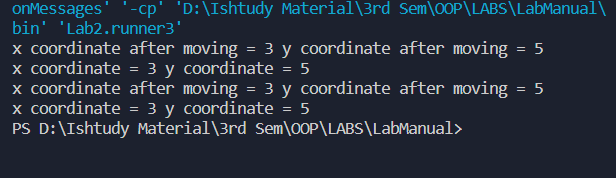 onMessages' '-cp' 'D:\Ishtudy Material\3rd Sem\OOP\LABS\LabManual\
bin' 'Lab2.runner3'
x coordinate after moving = 3 y coordinate after moving = 5
x coordinate = 3 y coordinate = 5
x coordinate after moving = 3 y coordinate after moving = 5
x coordinate = 3 y coordinate = 5
PS D:\Ishtudy Material\3rd Sem\OOP\LABS\LabManual>